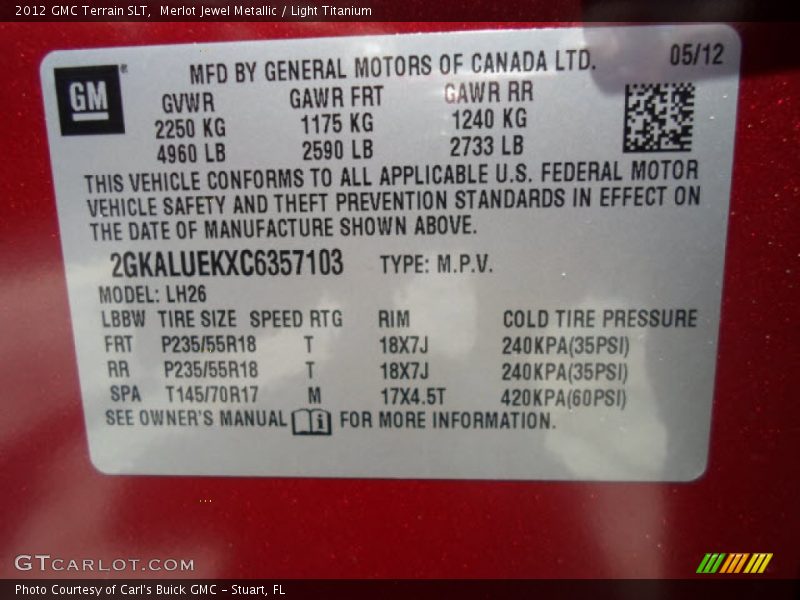 2012 GMC Terrain SLT, Merlot Jewel Metallic / Light Titanium
GM®
MFD BY GENERAL MOTORS OF CANADA LTD. 05/12
GVWR GAWR FRT GAWR RR
2250 KG 1175 KG 1240 KG
4960 LB 2590 LB 2733 LB
THIS VEHICLE CONFORMS TO ALL APPLICABLE U.S. FEDERAL MOTOR
VEHICLE SAFETY AND THEFT PREVENTION STANDARDS IN EFFECT ON
THE DATE OF MANUFACTURE SHOWN ABOVE.
2GKALUEKXC6357103 TYPE: M.P.V.
MODEL: LH26
LBBW TIRE SIZE SPEED RTG RIM COLD TIRE PRESSURE
FRT P235/55R18 T 18X7J 240KPA(35PSI)
RR P235/55R18 T 18X7J 240KPA(35PSI)
SPA T145/70R17 M 17X4.5T 420KPA(60PSI)
SEE OWNER'S MANUAL i FOR MORE INFORMATION.
GTCARLOT.COM
Photo Courtesy of Carl's Buick GMC - Stuart, FL